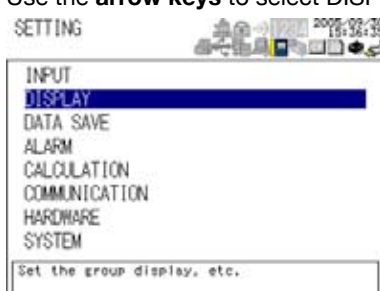 Use the arrow keys to select DISP
SETTING
INPUT
DISPLAY
DATA SAVE
ALARM
CALCULATION
COMMUNICATION
HARDWARE
SYSTEM
Set the group display, etc.